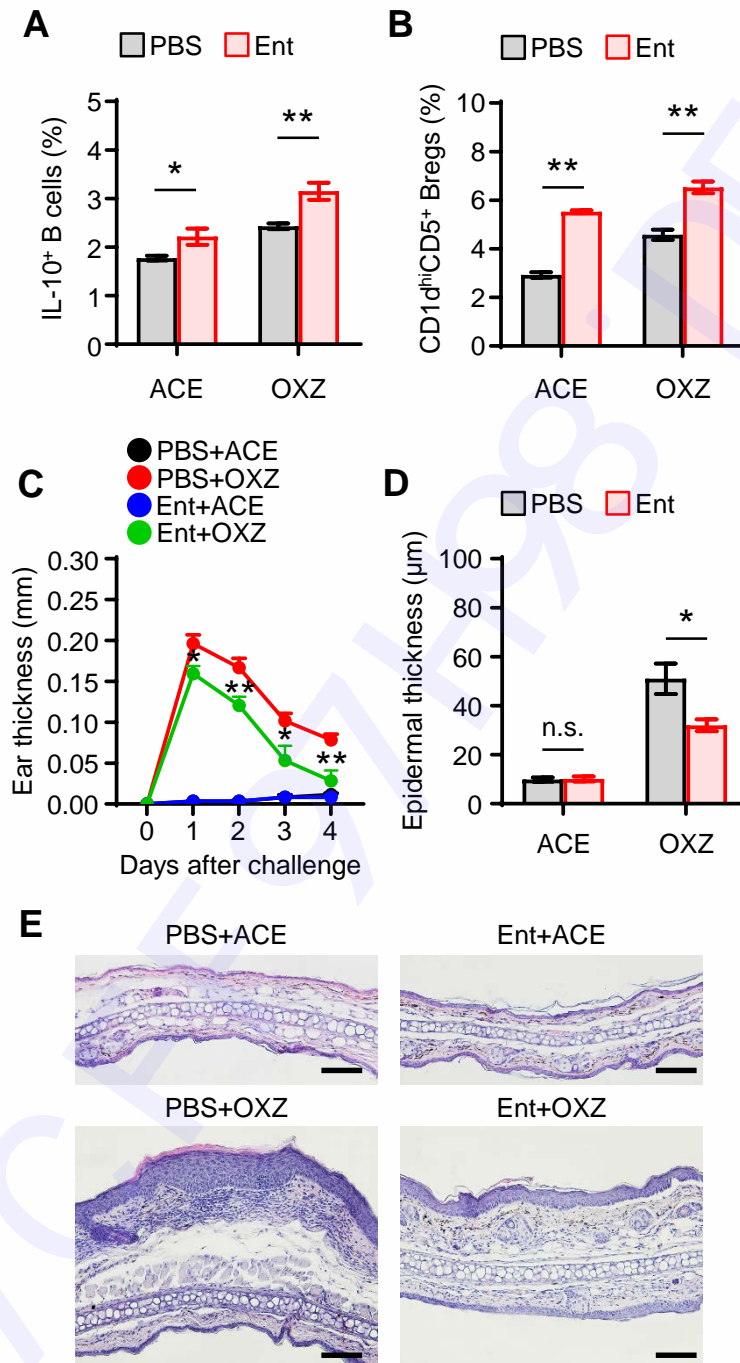 A
PBS Ent
IL-10⁺ B cells (%)
5
4
3
2
1
0
*
**
ACE OXZ
B
PBS Ent
CD1dʰⁱCD5⁺ Bregs (%)
10
8
6
4
2
0
**
**
ACE OXZ
C
PBS+ACE
PBS+OXZ
Ent+ACE
Ent+OXZ
Ear thickness (mm)
0.30
0.25
0.20
0.15
0.10
0.05
0.00
*
**
*
**
0 1 2 3 4
Days after challenge
D
PBS Ent
Epidermal thickness (μm)
100
80
60
40
20
0
n.s.
*
ACE OXZ
E
PBS+ACE
Ent+ACE
PBS+OXZ
Ent+OXZ